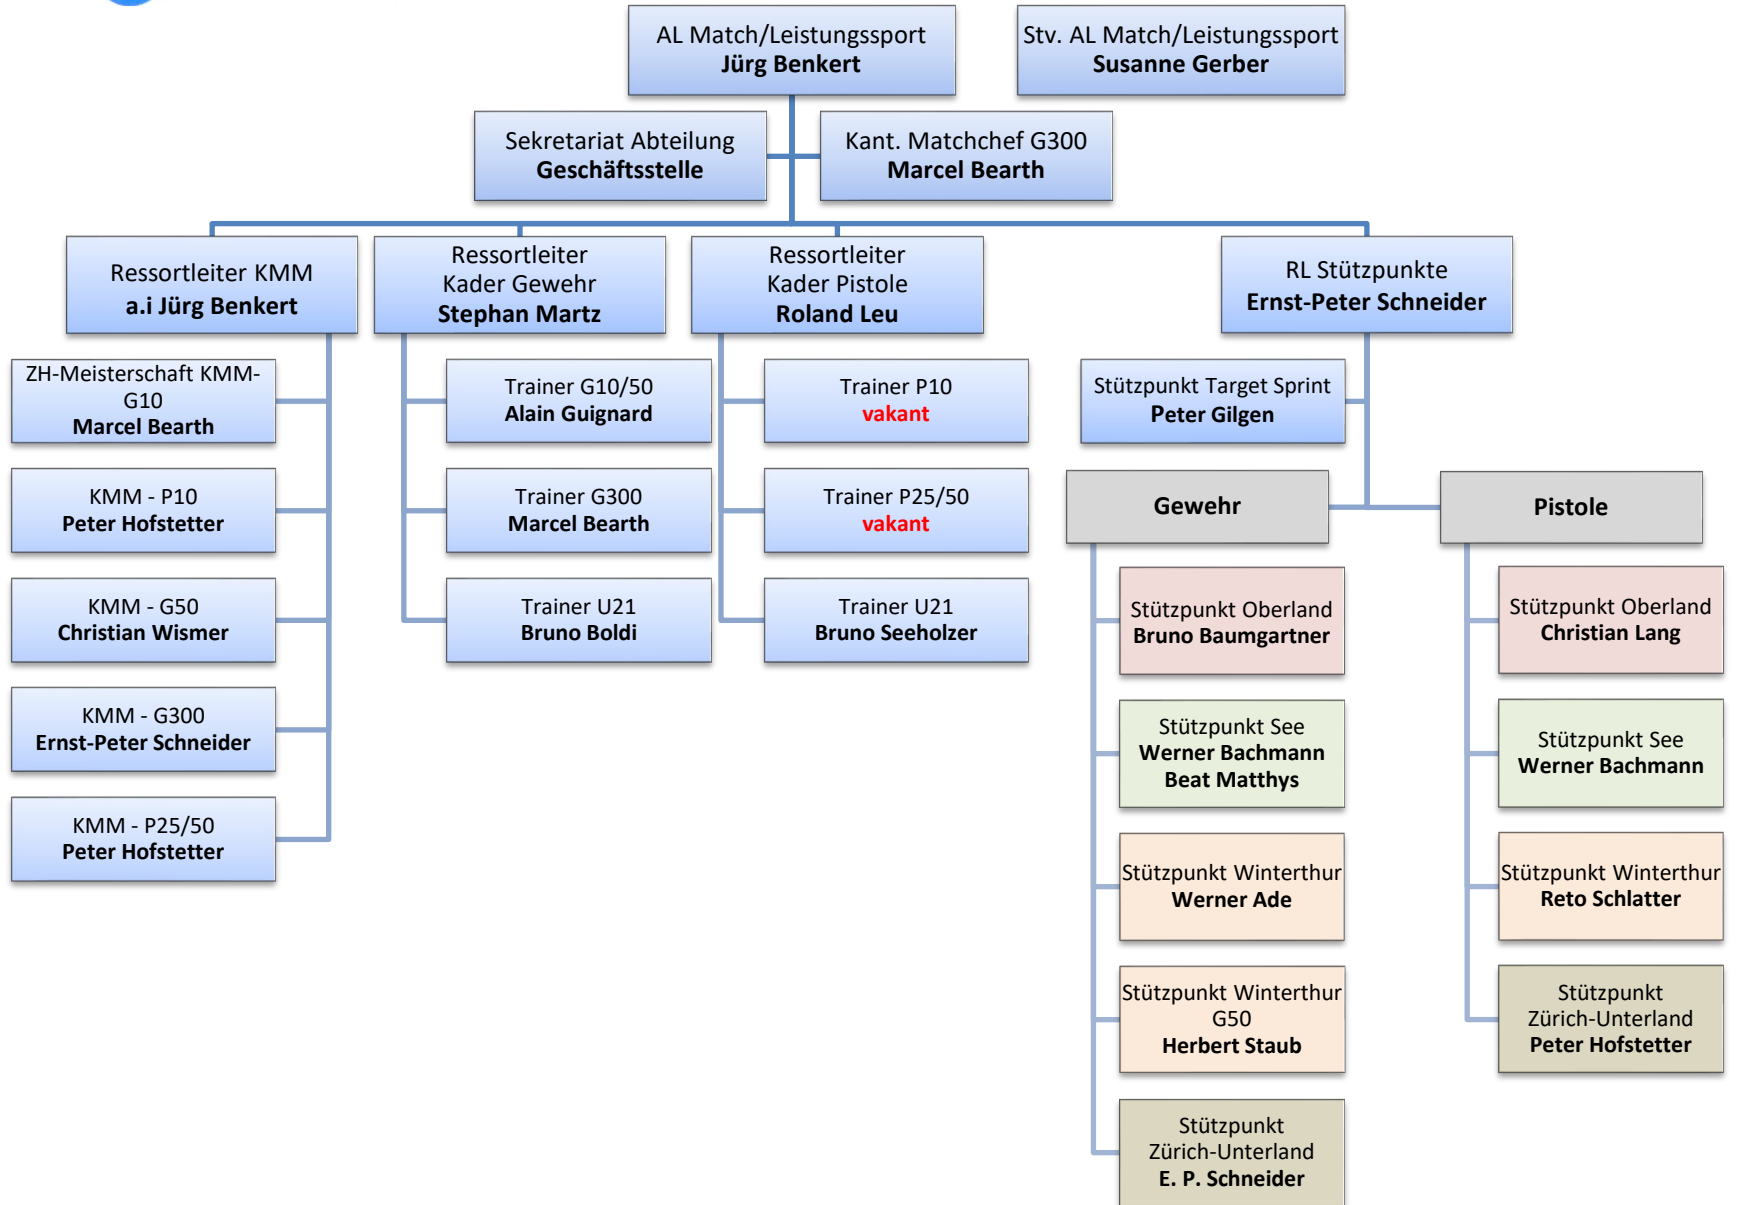 AL Match/Leistungssport
Jürg Benkert
Stv. AL Match/Leistungssport
Susanne Gerber
Sekretariat Abteilung
Geschäftsstelle
Kant. Matchchef G300
Marcel Bearth
Ressortleiter KMM
a.i Jürg Benkert
Ressortleiter
Kader Gewehr
Stephan Martz
Ressortleiter
Kader Pistole
Roland Leu
RL Stützpunkte
Ernst-Peter Schneider
ZH-Meisterschaft KMM-
G10
Marcel Bearth
KMM - P10
Peter Hofstetter
KMM - G50
Christian Wismer
KMM - G300
Ernst-Peter Schneider
KMM - P25/50
Peter Hofstetter
Trainer G10/50
Alain Guignard
Trainer G300
Marcel Bearth
Trainer U21
Bruno Boldi
Trainer P10
vakant
Trainer P25/50
vakant
Trainer U21
Bruno Seeholzer
Stützpunkt Target Sprint
Peter Gilgen
Gewehr
Stützpunkt Oberland
Bruno Baumgartner
Stützpunkt See
Werner Bachmann
Beat Matthys
Stützpunkt Winterthur
Werner Ade
Stützpunkt Winterthur
G50
Herbert Staub
Stützpunkt
Zürich-Unterland
E. P. Schneider
Pistole
Stützpunkt Oberland
Christian Lang
Stützpunkt See
Werner Bachmann
Stützpunkt Winterthur
Reto Schlatter
Stützpunkt
Zürich-Unterland
Peter Hofstetter